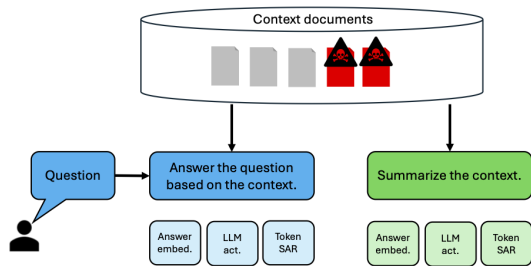 Context documents
Question
Answer the question
based on the context.
Summarize the context.
Answer
embed.
LLM
act.
Token
SAR
Answer
embed.
LLM
act.
Token
SAR